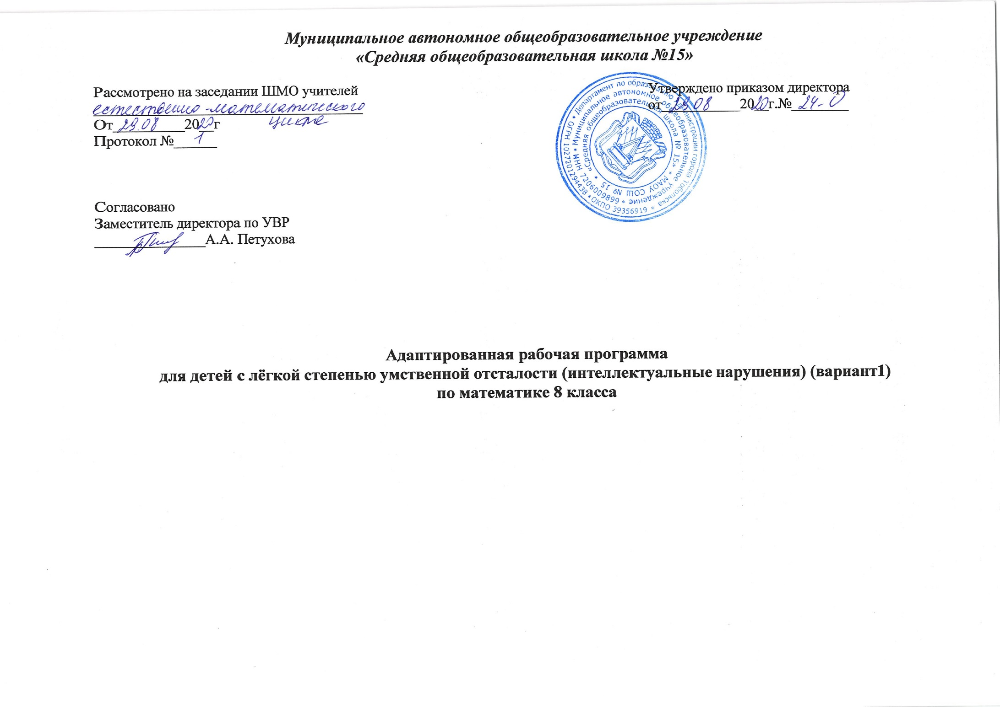 Муниципальное автономное общеобразовательное учреждение
«Средняя общеобразовательная школа №15»
Рассмотрено на заседании ШМО учителей
естественно-математического
цикла
От 29.08 2020г
Протокол № 1
Утверждено приказом директора
от 29.08 2020г.№ 24-О
* Департамент по образованию администрации города Тобольска * ОКПО 39356919 * ОГРН 1027201294438
* Муниципальное автономное общеобразовательное учреждение * ИНН 7206009899
«Средняя общеобразовательная школа № 15» * МАОУ СОШ № 15 *
Согласовано
Заместитель директора по УВР
А.А. Петухова
Адаптированная рабочая программа
для детей с лёгкой степенью умственной отсталости (интеллектуальные нарушения) (вариант1)
по математике 8 класса